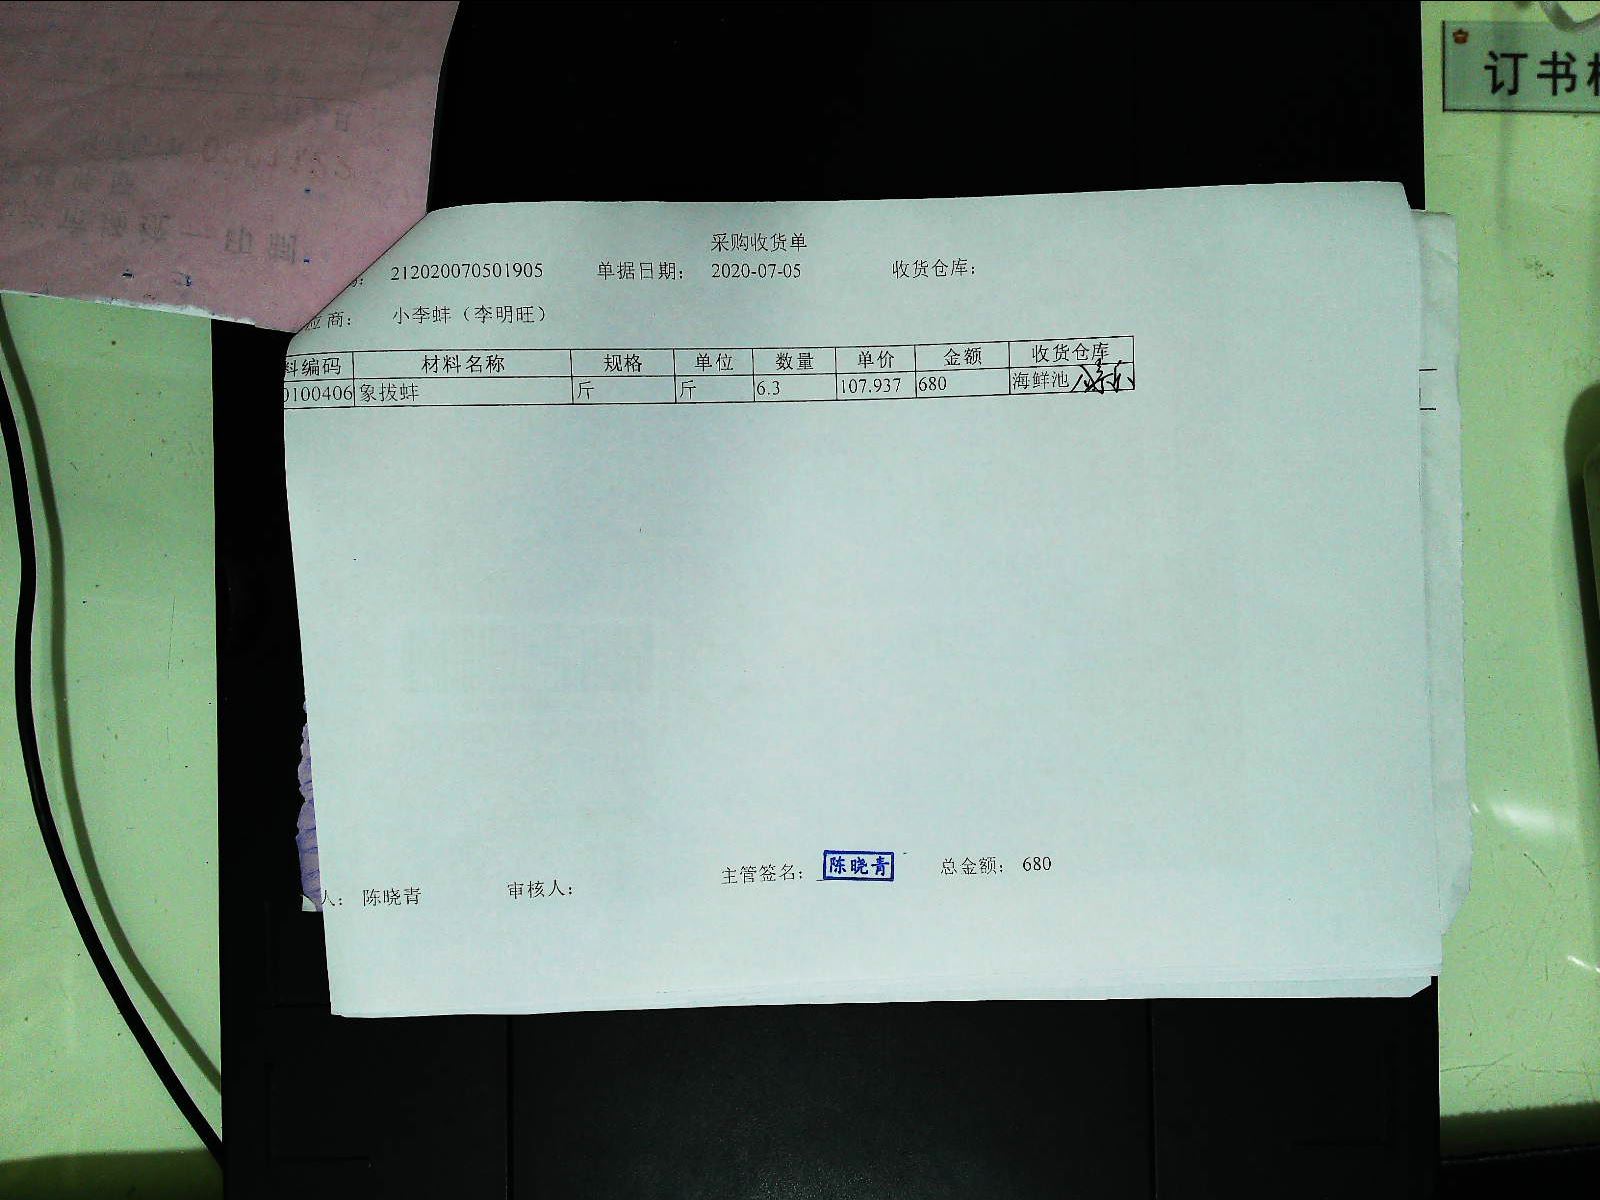 订书
采购收货单
212020070501905 单据日期： 2020-07-05 收货仓库：
商： 小李蚌（李明旺）
料编码 材料名称 规格 单位 数量 单价 金额 收货仓库
0100406 象拔蚌 斤 斤 6.3 107.937 680 海鲜池
主管签名： 陈晓青 总金额： 680
人： 陈晓青 审核人：